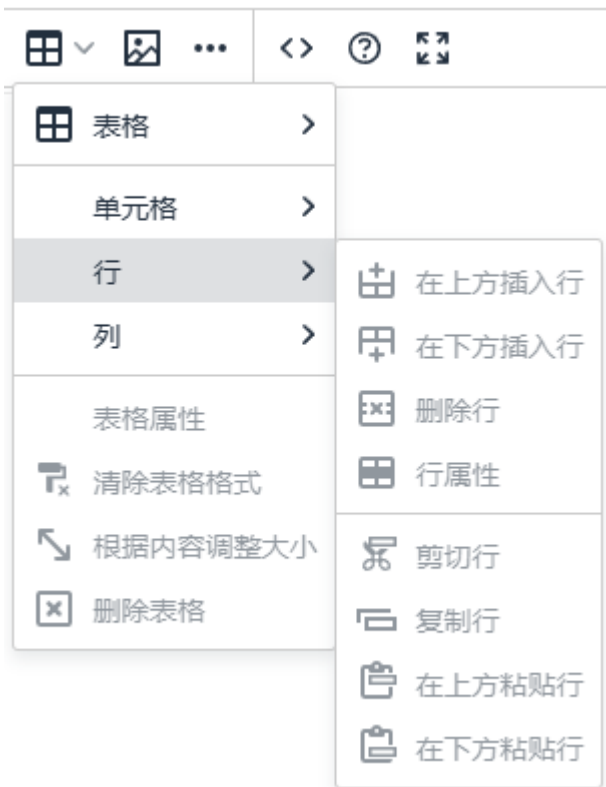 表格
单元格
行
列
表格属性
清除表格格式
根据内容调整大小
删除表格
在上方插入行
在下方插入行
删除行
行属性
剪切行
复制行
在上方粘贴行
在下方粘贴行